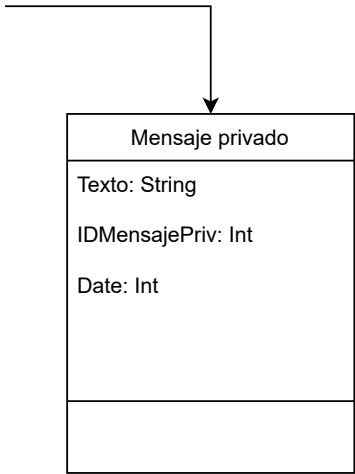 Mensaje privado
Texto: String
IDMensajePriv: Int
Date: Int